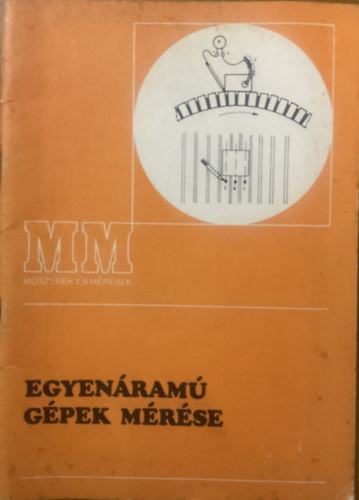 MM
MŰSZEREK ÉS MÉRÉSEK
EGYENÁRAMÚ
GÉPEK MÉRÉSE